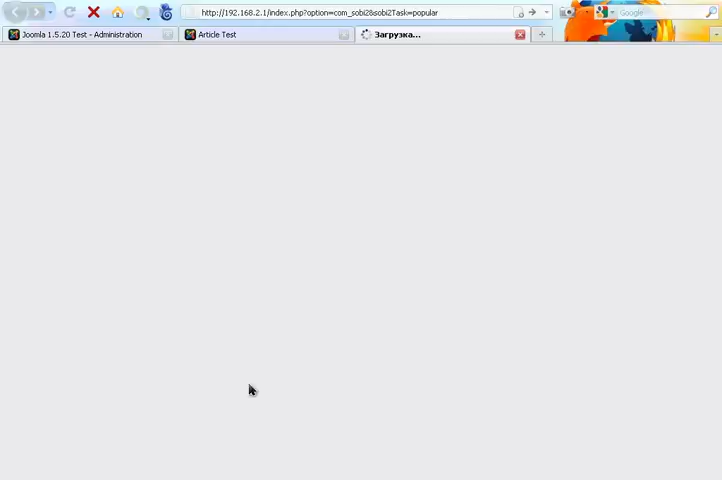 http://192.168.2.1/index.php?option=com_sobi2&sobi2Task=popular
Google
Joomla 1.5.20 Test - Administration
Article Test
Загрузка...